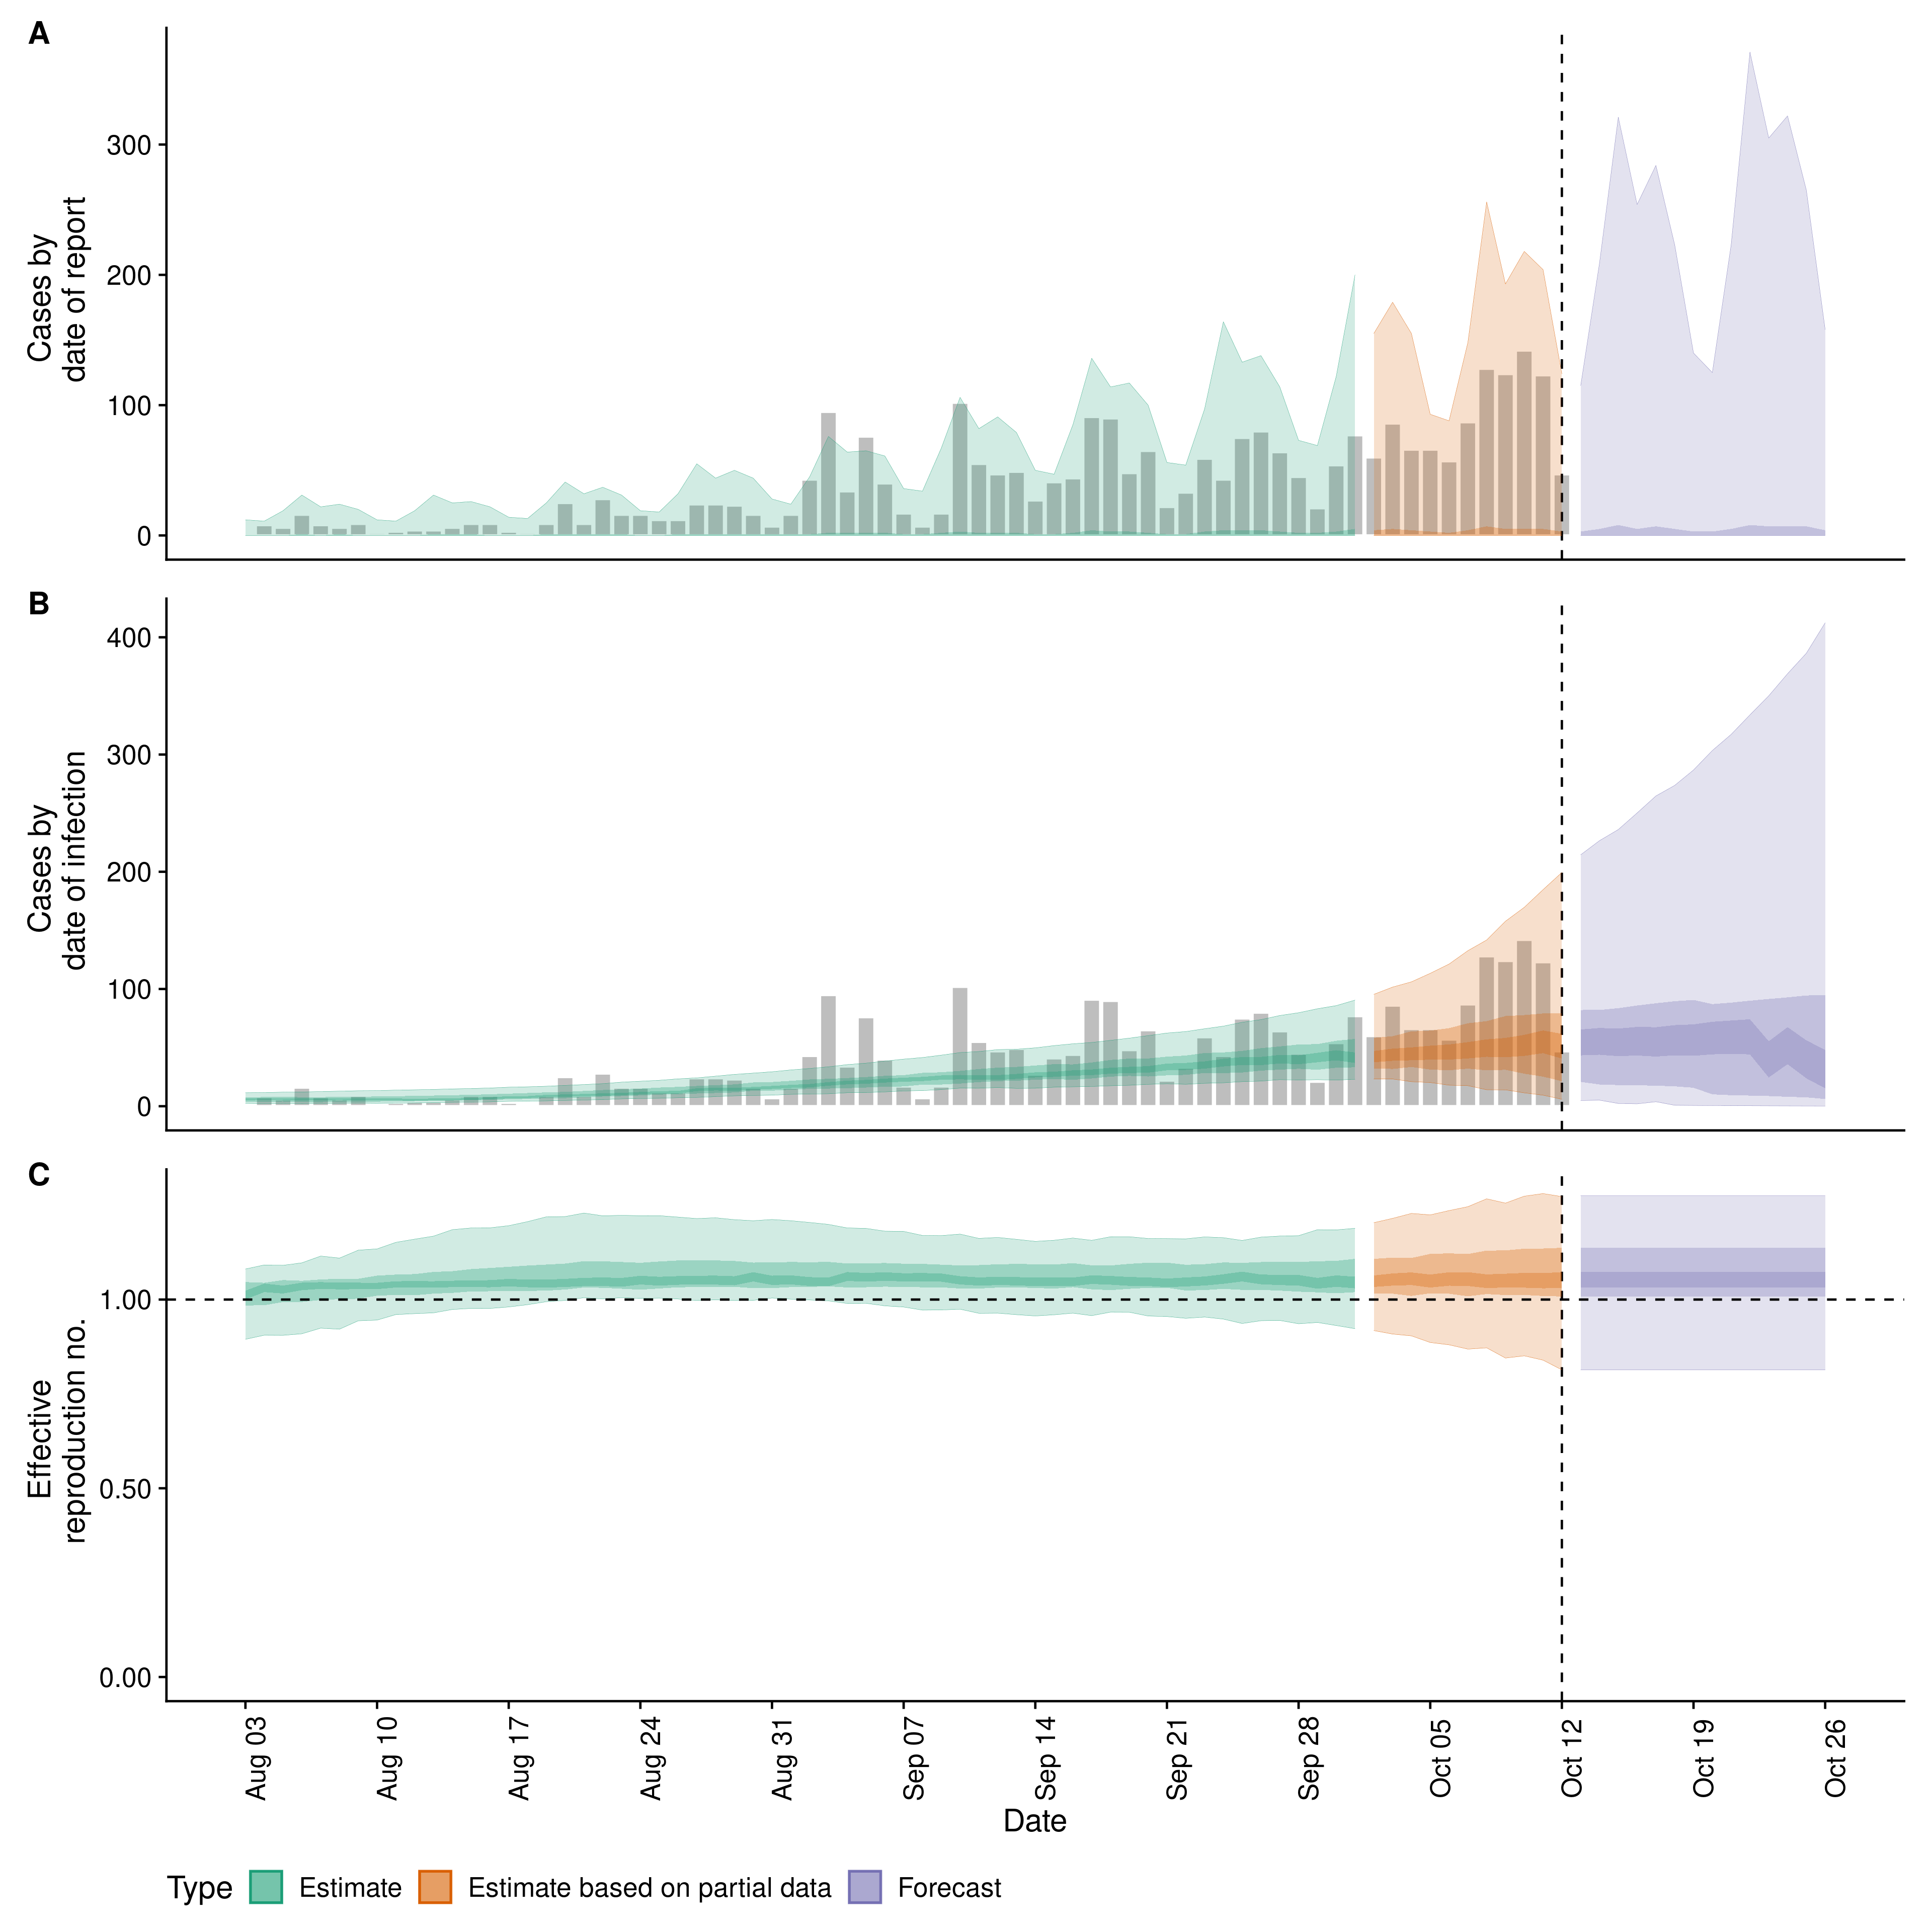 A
Cases by
date of report
300
200
100
0
B
Cases by
date of infection
400
300
200
100
0
C
Effective
reproduction no.
1.00
0.50
0.00
Aug 03
Aug 10
Aug 17
Aug 24
Aug 31
Sep 07
Sep 14
Sep 21
Sep 28
Oct 05
Oct 12
Oct 19
Oct 26
Date
Type Estimate Estimate based on partial data Forecast